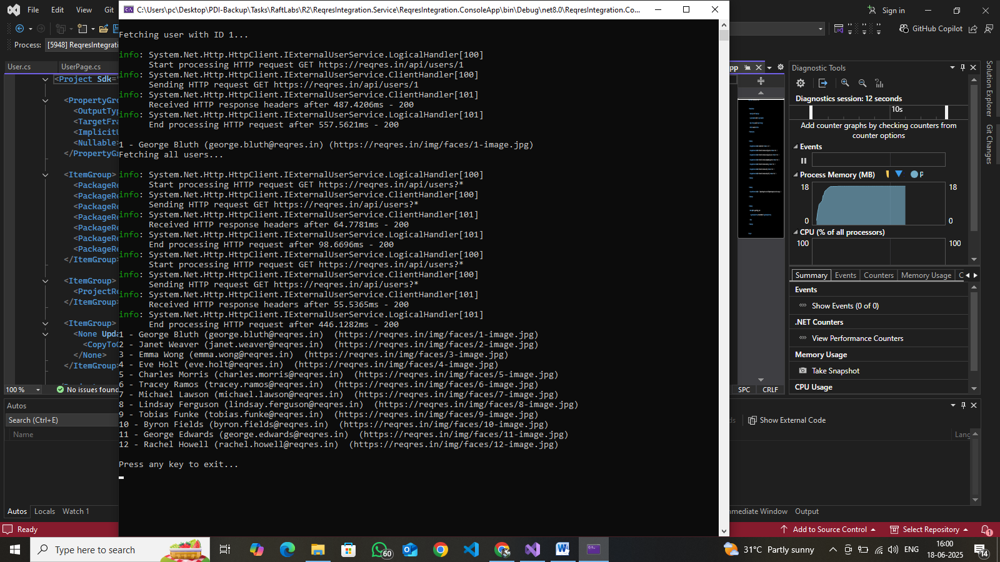 File Edit View Git
C:\Users\pc\Desktop\PDI-Backup\Tasks\RaftLabs\R2\ReqresIntegration.Service\ReqresIntegration.ConsoleApp\bin\Debug\net8.0\ReqresIntegration.Co...
Sign in
GitHub Copilot
Process: [5948] ReqresIntegrati
User.cs UserPage.cs
<Project Sdk="
<PropertyGro
<OutputTyp
<TargetFra
<ImplicitU
<Nullable>
</PropertyGr
<ItemGroup>
<PackageRe
<PackageRe
<PackageRe
<PackageRe
<PackageRe
<PackageRe
<PackageRe
</ItemGroup>
<ItemGroup>
<ProjectRe
</ItemGroup>
<ItemGroup>
<None Upda
<CopyToO
</None>
</ItemGroup>
100 % No issues found
Autos
Search (Ctrl+E)
Name
Autos Locals Watch 1
Ready
Fetching user with ID 1...
info: System.Net.Http.HttpClient.IExternalUserService.LogicalHandler[100]
Start processing HTTP request GET https://reqres.in/api/users/1
info: System.Net.Http.HttpClient.IExternalUserService.ClientHandler[100]
Sending HTTP request GET https://reqres.in/api/users/1
info: System.Net.Http.HttpClient.IExternalUserService.ClientHandler[101]
Received HTTP response headers after 487.4206ms - 200
info: System.Net.Http.HttpClient.IExternalUserService.LogicalHandler[101]
End processing HTTP request after 557.5621ms - 200
1 - George Bluth (george.bluth@reqres.in) (https://reqres.in/img/faces/1-image.jpg)
Fetching all users...
info: System.Net.Http.HttpClient.IExternalUserService.LogicalHandler[100]
Start processing HTTP request GET https://reqres.in/api/users?*
info: System.Net.Http.HttpClient.IExternalUserService.ClientHandler[100]
Sending HTTP request GET https://reqres.in/api/users?*
info: System.Net.Http.HttpClient.IExternalUserService.ClientHandler[101]
Received HTTP response headers after 64.7781ms - 200
info: System.Net.Http.HttpClient.IExternalUserService.LogicalHandler[101]
End processing HTTP request after 98.6696ms - 200
info: System.Net.Http.HttpClient.IExternalUserService.LogicalHandler[100]
Start processing HTTP request GET https://reqres.in/api/users?*
info: System.Net.Http.HttpClient.IExternalUserService.ClientHandler[100]
Sending HTTP request GET https://reqres.in/api/users?*
info: System.Net.Http.HttpClient.IExternalUserService.ClientHandler[101]
Received HTTP response headers after 55.5365ms - 200
info: System.Net.Http.HttpClient.IExternalUserService.LogicalHandler[101]
End processing HTTP request after 446.1282ms - 200
1 - George Bluth (george.bluth@reqres.in)  (https://reqres.in/img/faces/1-image.jpg)
2 - Janet Weaver (janet.weaver@reqres.in)  (https://reqres.in/img/faces/2-image.jpg)
3 - Emma Wong (emma.wong@reqres.in)  (https://reqres.in/img/faces/3-image.jpg)
4 - Eve Holt (eve.holt@reqres.in)  (https://reqres.in/img/faces/4-image.jpg)
5 - Charles Morris (charles.morris@reqres.in)  (https://reqres.in/img/faces/5-image.jpg)
6 - Tracey Ramos (tracey.ramos@reqres.in)  (https://reqres.in/img/faces/6-image.jpg)
7 - Michael Lawson (michael.lawson@reqres.in)  (https://reqres.in/img/faces/7-image.jpg)
8 - Lindsay Ferguson (lindsay.ferguson@reqres.in)  (https://reqres.in/img/faces/8-image.jpg)
9 - Tobias Funke (tobias.funke@reqres.in)  (https://reqres.in/img/faces/9-image.jpg)
10 - Byron Fields (byron.fields@reqres.in)  (https://reqres.in/img/faces/10-image.jpg)
11 - George Edwards (george.edwards@reqres.in)  (https://reqres.in/img/faces/11-image.jpg)
12 - Rachel Howell (rachel.howell@reqres.in)  (https://reqres.in/img/faces/12-image.jpg)
Press any key to exit...
pp
SPC CRLF
Diagnostic Tools
Diagnostics session: 12 seconds
10s
Add counter graphs by checking counters from
counter options
Events
Process Memory (MB) P
18 18
0 0
CPU (% of all processors)
100 100
Summary Events Counters Memory Usage C
Events
Show Events (0 of 0)
.NET Counters
View Performance Counters
Memory Usage
Take Snapshot
CPU Usage
Solution Explorer
Git Changes
ds Show External Code
Lang
mmediate Window Output
Add to Source Control Select Repository 1
Type here to search
60
31°C Partly sunny
ENG
16:00
18-06-2025
14